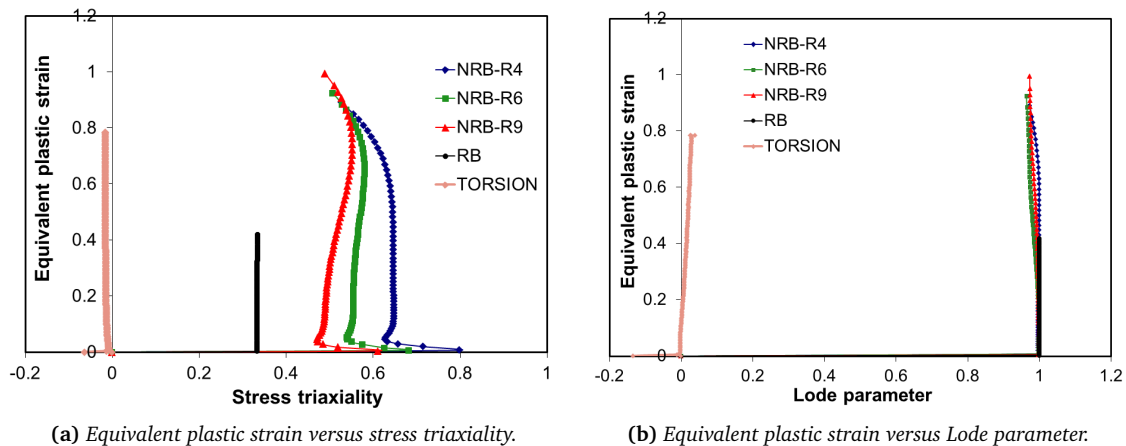 1.2
1
0.8
0.6
0.4
0.2
0
-0.2
0
0.2
0.4
0.6
0.8
1
Equivalent plastic strain
Stress triaxiality
NRB-R4
NRB-R6
NRB-R9
RB
TORSION
(a) Equivalent plastic strain versus stress triaxiality.
1.2
1
0.8
0.6
0.4
0.2
0
-0.2
0
0.2
0.4
0.6
0.8
1
1.2
Equivalent plastic strain
Lode parameter
NRB-R4
NRB-R6
NRB-R9
RB
TORSION
(b) Equivalent plastic strain versus Lode parameter.